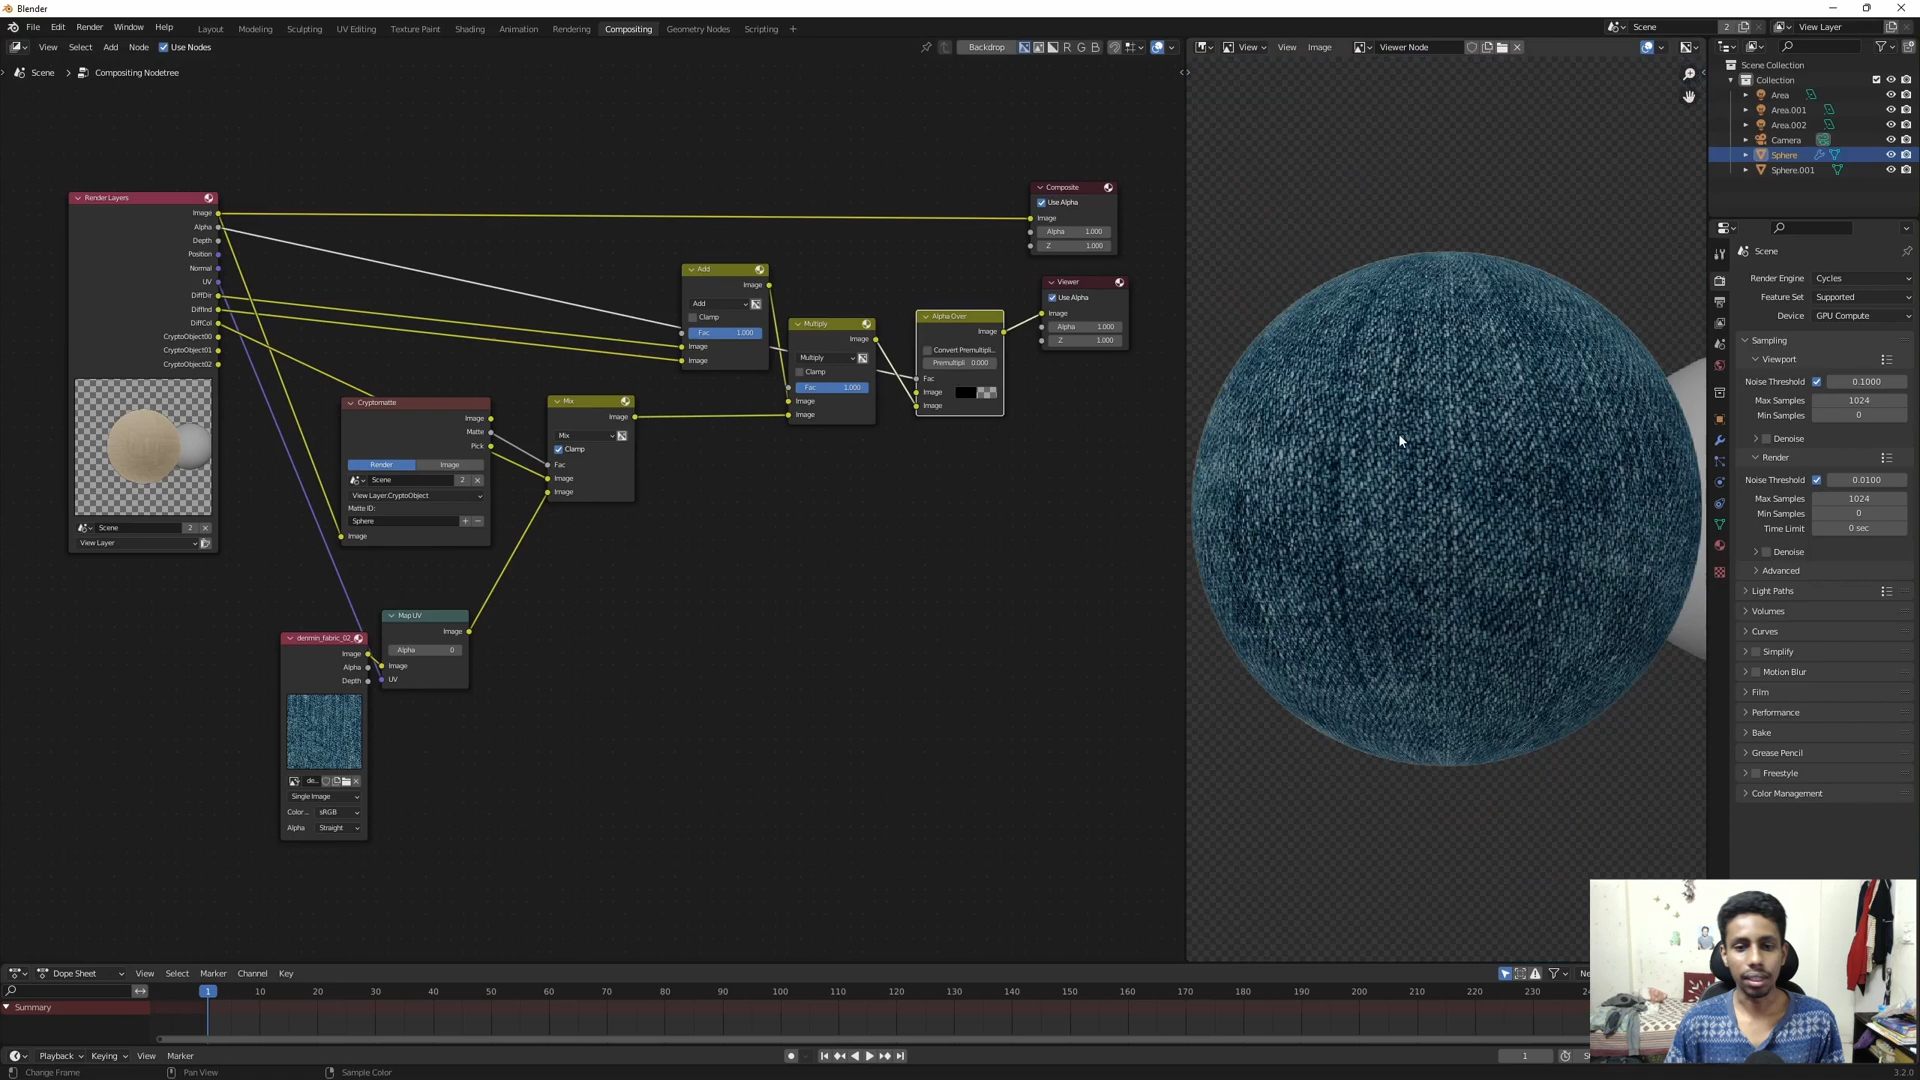 Blender
File Edit Render Window Help
Layout Modeling Sculpting UV Editing Texture Paint Shading Animation Rendering Compositing Geometry Nodes Scripting +
Scene 2
View Layer
View Select Add Node Use Nodes
Backdrop R G B
View View Image Viewer Node
Scene > Compositing Nodetree
Render Layers
Image
Alpha
Depth
Position
Normal
UV
DiffDir
DiffInd
DiffCol
CryptoObject00
CryptoObject01
CryptoObject02
Scene 2
View Layer
Cryptomatte
Image
Matte
Pick
Render Image
Scene 2
View Layer.CryptoObject
Matte ID:
Sphere
Image
Mix
Image
Mix
Clamp
Fac
Image
Image
Add
Image
Add
Clamp
Fac 1.000
Image
Image
Multiply
Image
Multiply
Clamp
Fac 1.000
Image
Image
Alpha Over
Image
Convert Premultipli...
Premultipli 0.000
Fac
Image
Image
Composite
Use Alpha
Image
Alpha 1.000
Z 1.000
Viewer
Use Alpha
Image
Alpha 1.000
Z 1.000
denmin_fabric_02_
Image
Alpha
Depth
de...
Single Image
Color... sRGB
Alpha Straight
Map UV
Image
Alpha 0
Image
UV
Scene Collection
Collection
Area
Area.001
Area.002
Camera
Sphere
Sphere.001
Scene
Render Engine Cycles
Feature Set Supported
Device GPU Compute
Sampling
Viewport
Noise Threshold 0.1000
Max Samples 1024
Min Samples 0
Denoise
Render
Noise Threshold 0.0100
Max Samples 1024
Min Samples 0
Time Limit 0 sec
Denoise
Advanced
Light Paths
Volumes
Curves
Simplify
Motion Blur
Film
Performance
Bake
Grease Pencil
Freestyle
Color Management
Dope Sheet View Select Marker Channel Key
1 10 20 30 40 50 60 70 80 90 100 110 120 130 140 150 160 170 180 190 200 210 220 230
Summary
Playback Keying View Marker
1
Change Frame Pan View Sample Color
3.2.0